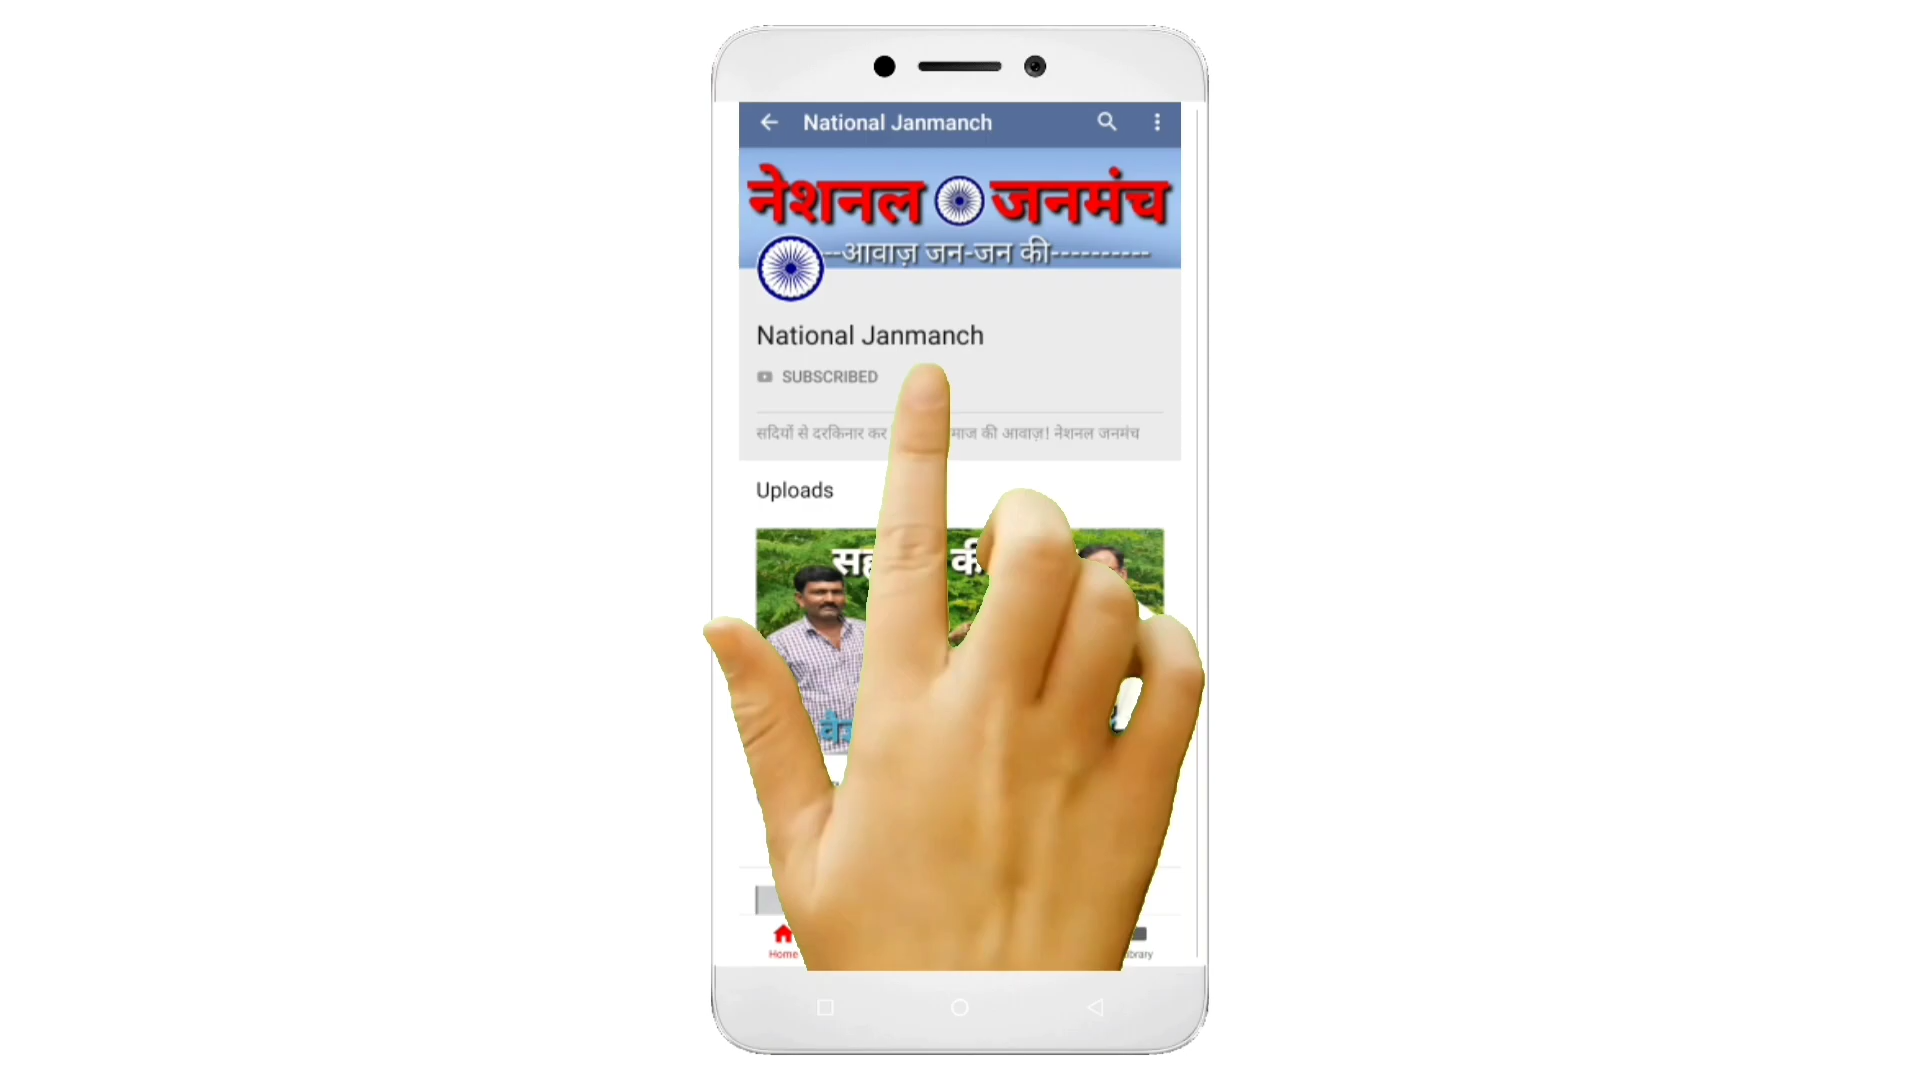 National Janmanch
नेशनल जनमंच
--आवाज़ जन-जन की----------
National Janmanch
SUBSCRIBED
सदियों से दरकिनार कर माज की आवाज़! नेशनल जनमंच
Uploads
की
Home